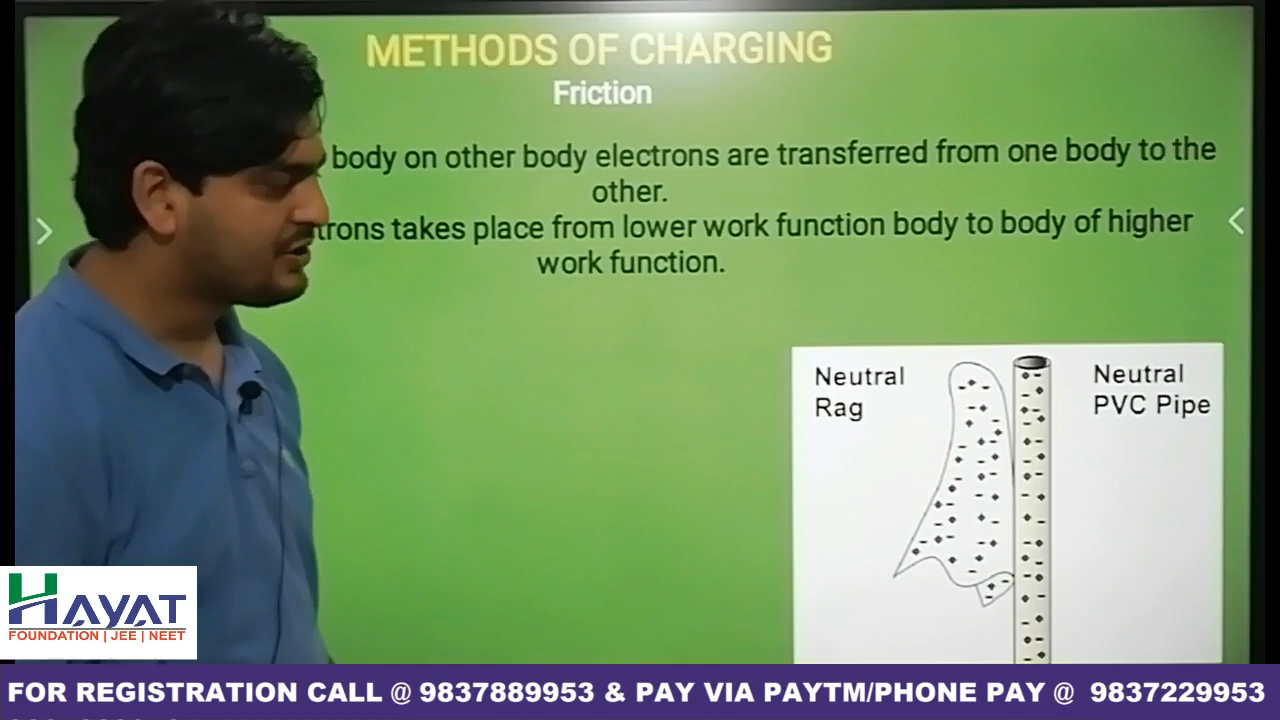 METHODS OF CHARGING
Friction
body on other body electrons are transferred from one body to the
other.
trons takes place from lower work function body to body of higher
work function.
Neutral
Rag
Neutral
PVC Pipe
HAYAT
FOUNDATION | JEE | NEET
FOR REGISTRATION CALL @ 9837889953 & PAY VIA PAYTM/PHONE PAY @ 9837229953